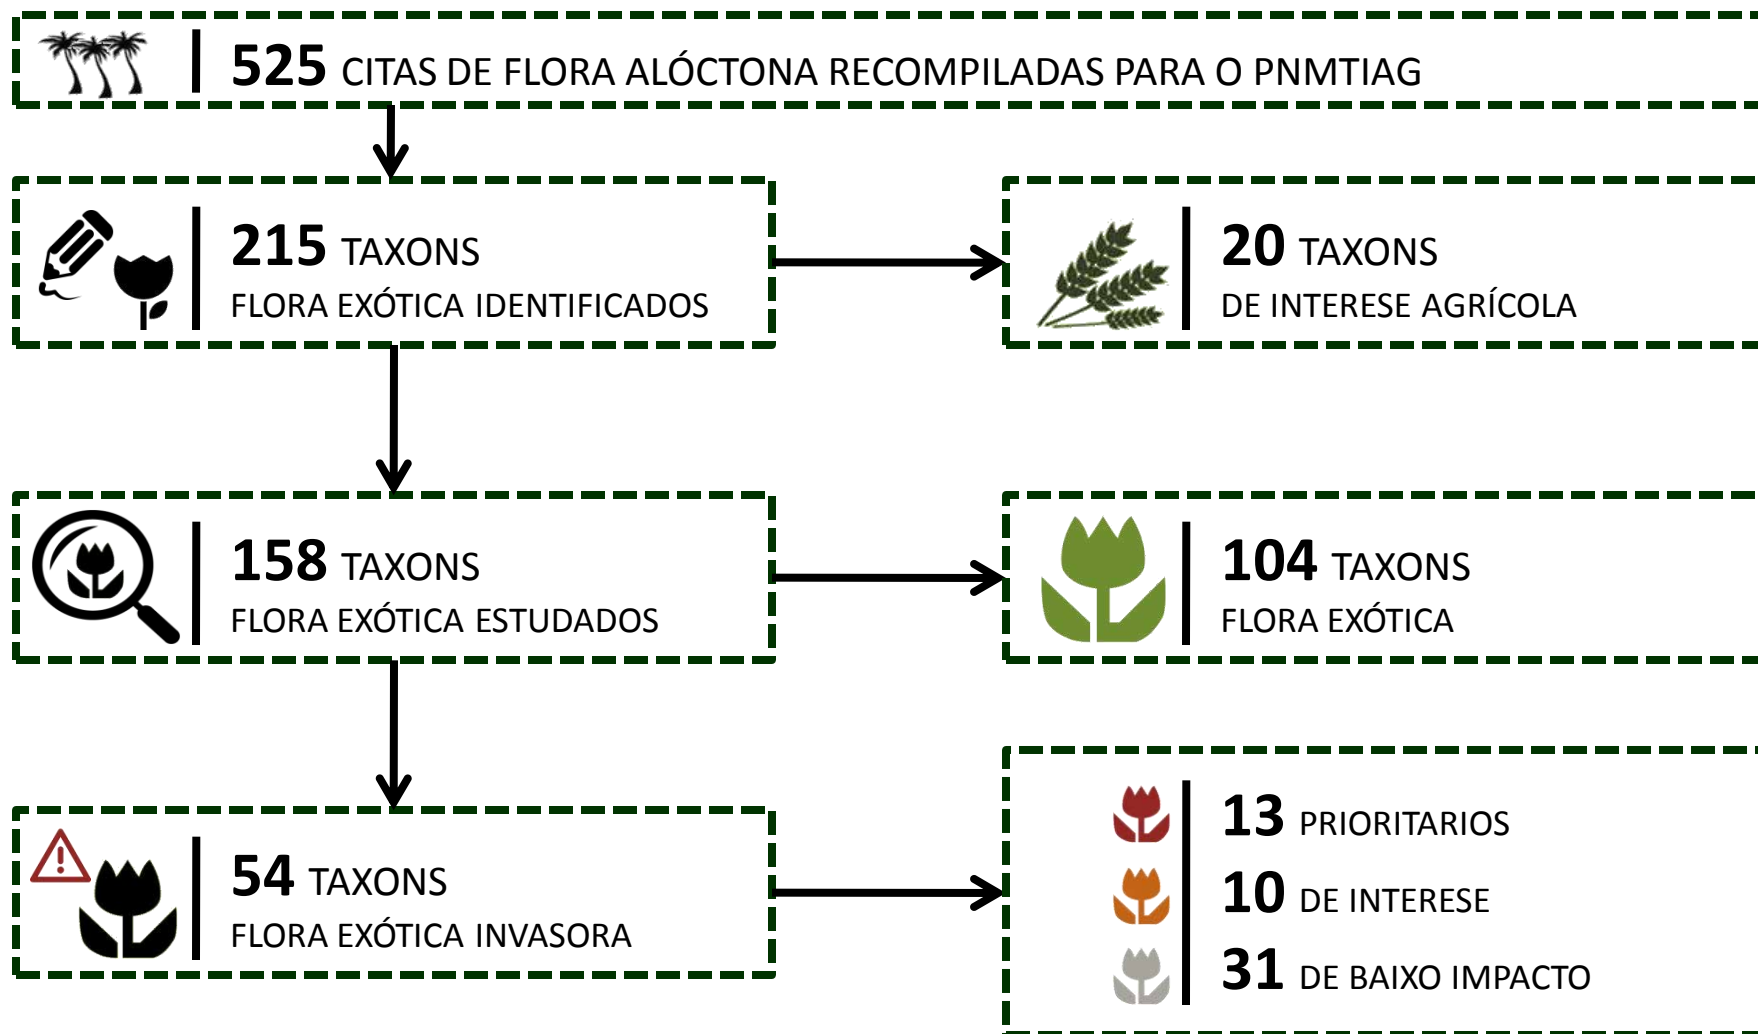 525 CITAS DE FLORA ALÓCTONA RECOMPILADAS PARA O PNMTIAG
215 TAXONS
FLORA EXÓTICA IDENTIFICADOS
20 TAXONS
DE INTERESE AGRÍCOLA
158 TAXONS
FLORA EXÓTICA ESTUDADOS
104 TAXONS
FLORA EXÓTICA
54 TAXONS
FLORA EXÓTICA INVASORA
13 PRIORITARIOS
10 DE INTERESE
31 DE BAIXO IMPACTO